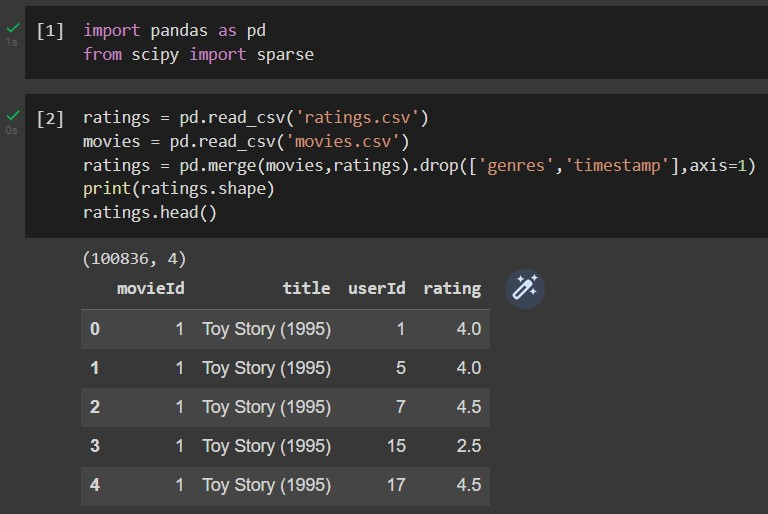 [1] import pandas as pd
from scipy import sparse
1s
[2] ratings = pd.read_csv('ratings.csv')
0s
movies = pd.read_csv('movies.csv')
ratings = pd.merge(movies,ratings).drop(['genres','timestamp'],axis=1)
print(ratings.shape)
ratings.head()
(100836, 4)
movieId title userId rating
0 1 Toy Story (1995) 1 4.0
1 1 Toy Story (1995) 5 4.0
2 1 Toy Story (1995) 7 4.5
3 1 Toy Story (1995) 15 2.5
4 1 Toy Story (1995) 17 4.5